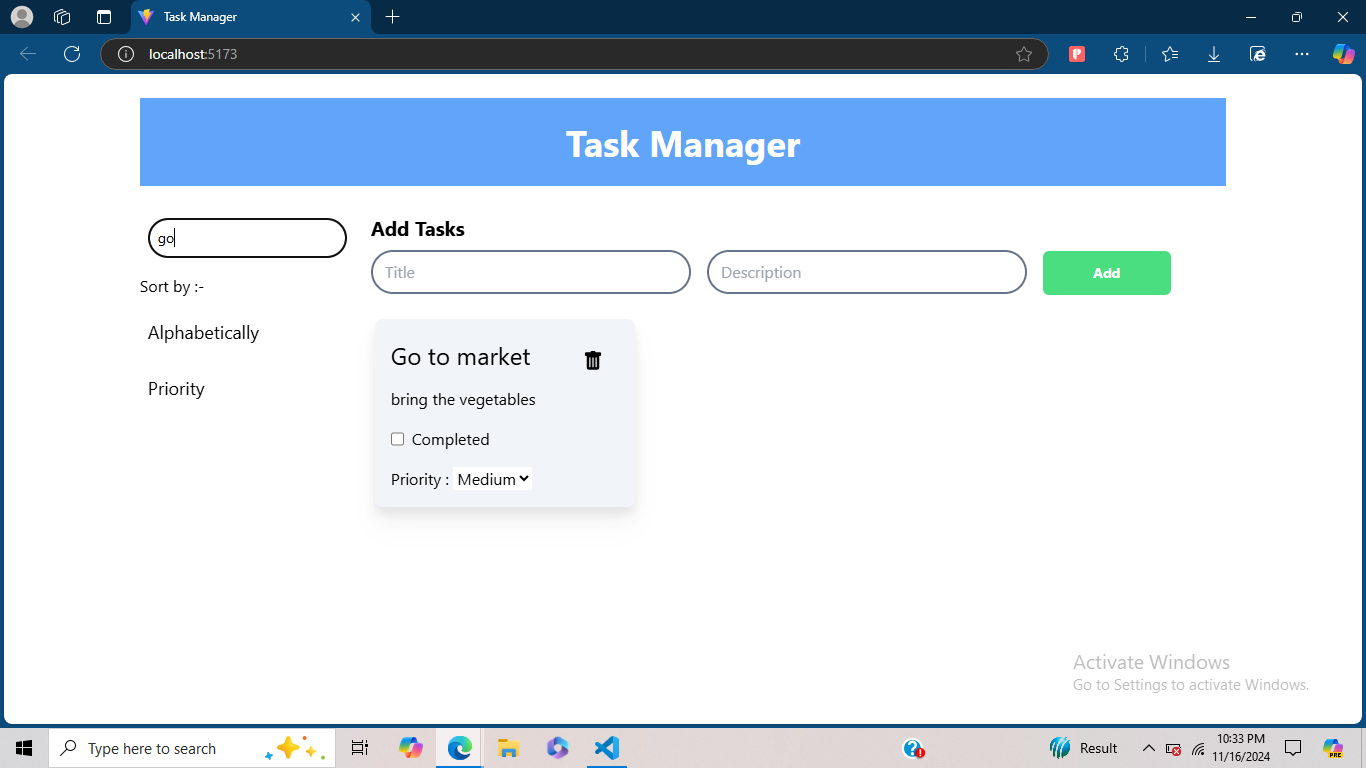 Task Manager
localhost:5173
Task Manager
go
Add Tasks
Title
Description
Add
Sort by :-
Alphabetically
Priority
Go to market
bring the vegetables
Completed
Priority : Medium
Activate Windows
Go to Settings to activate Windows.
Type here to search
Result
10:33 PM
11/16/2024
PRE